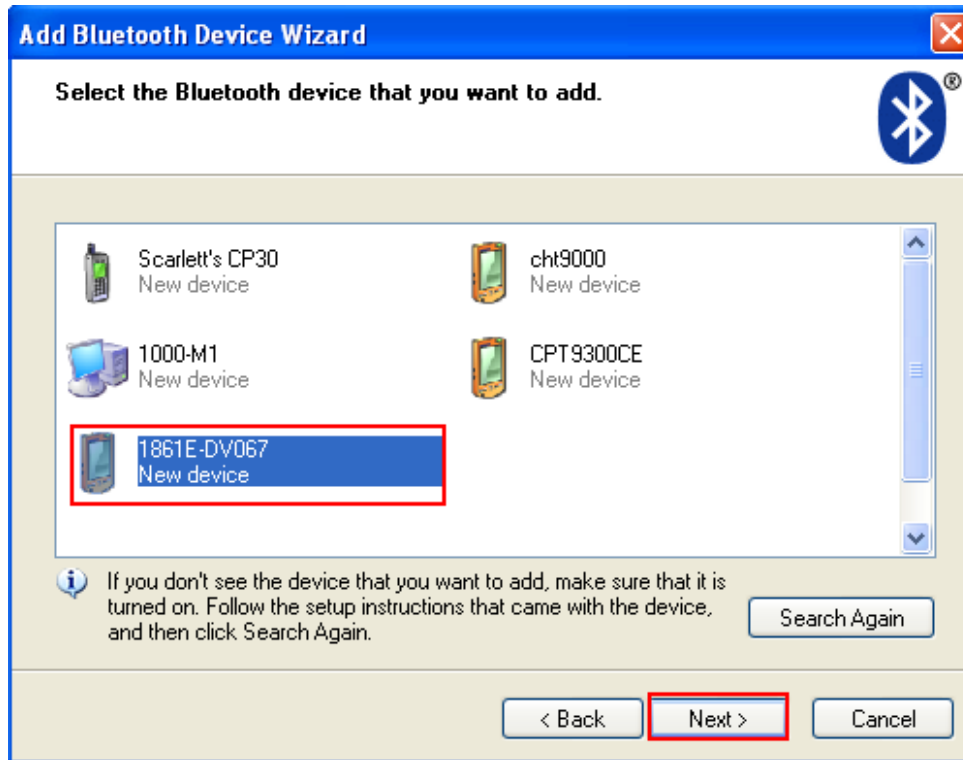 Add Bluetooth Device Wizard
Select the Bluetooth device that you want to add.
®
Scarlett's CP30
New device
cht9000
New device
1000-M1
New device
CPT9300CE
New device
1861E-DV067
New device
If you don't see the device that you want to add, make sure that it is
turned on. Follow the setup instructions that came with the device,
and then click Search Again.
Search Again
< Back
Next >
Cancel